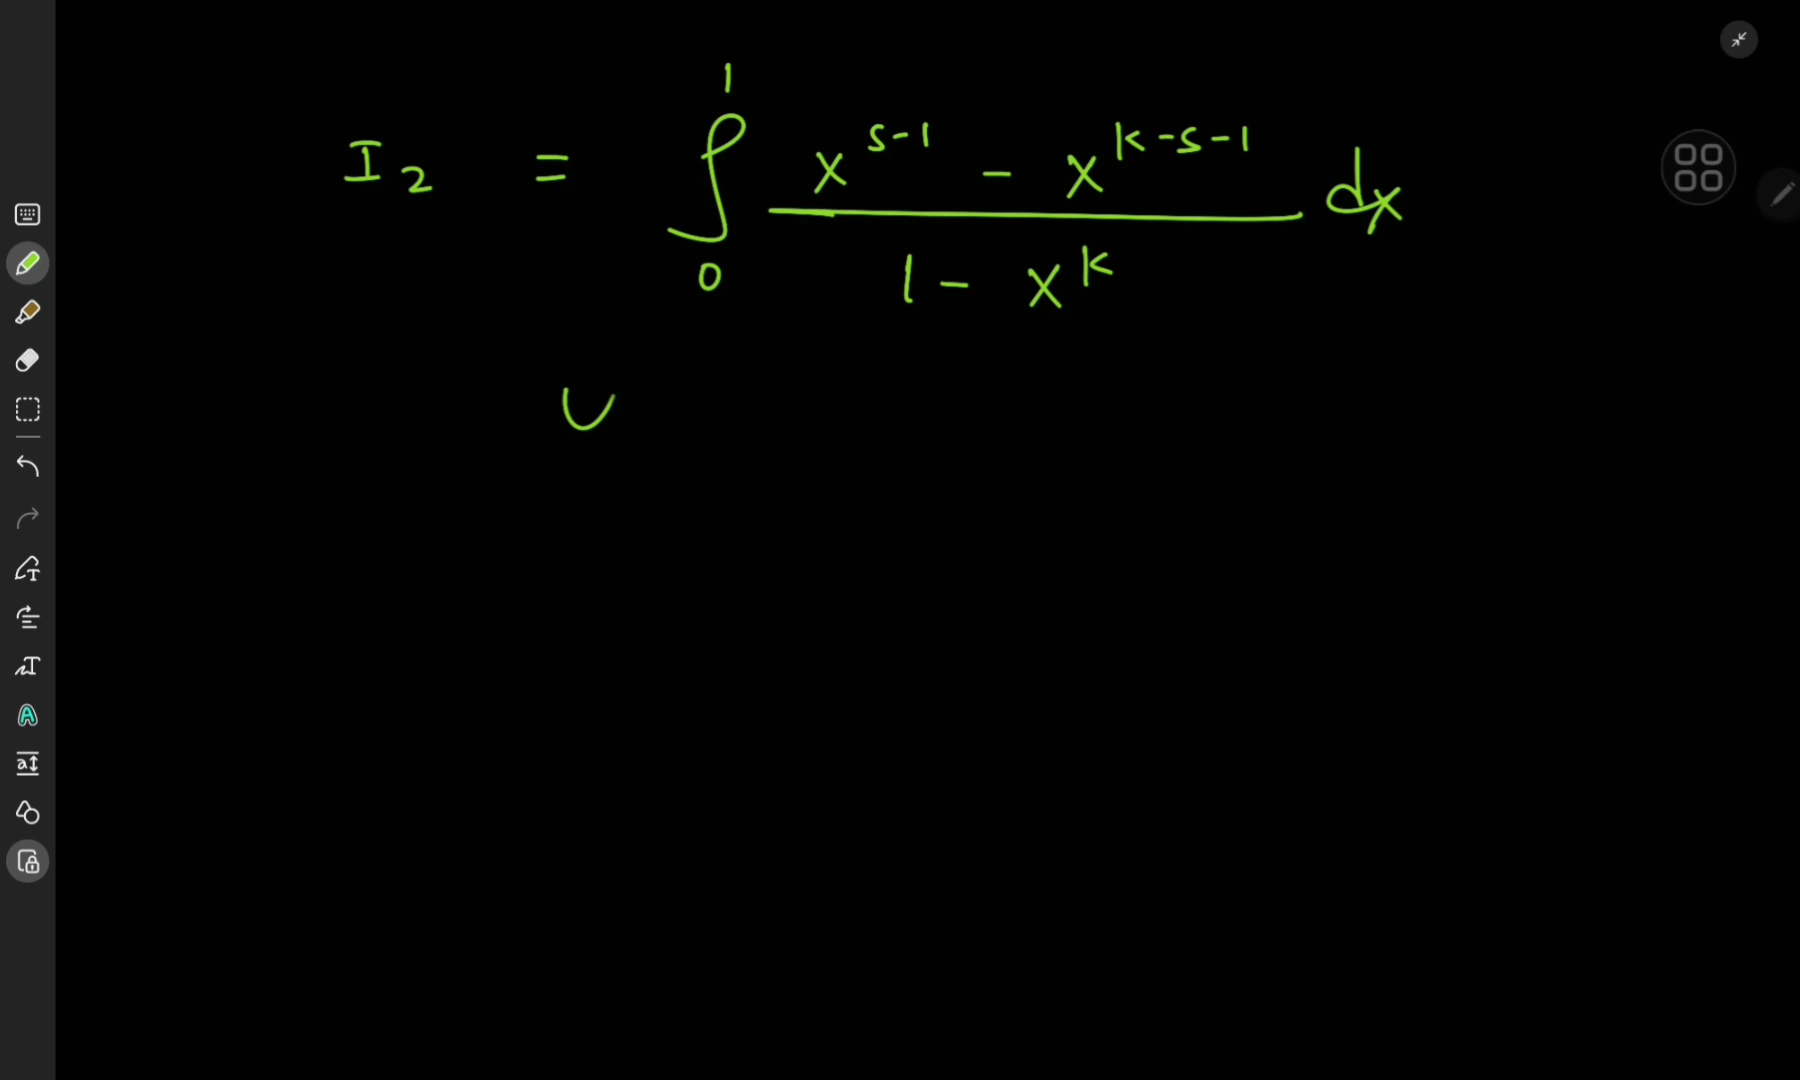 I₂ = ∫₀¹ (x^(s-1) - x^(k-s-1)) / (1 - x^k) dx
U